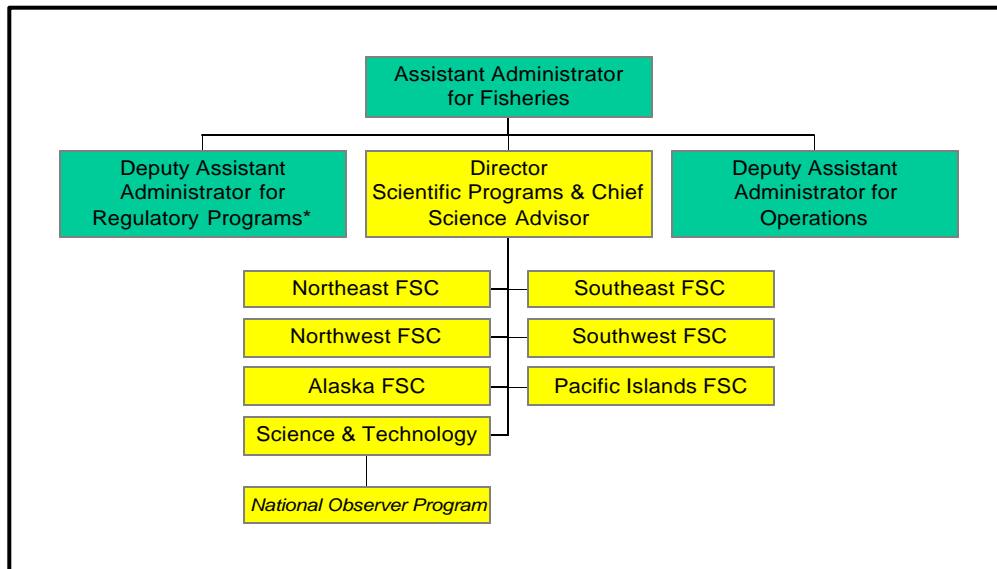 Assistant Administrator
for Fisheries
Deputy Assistant
Administrator for
Regulatory Programs*
Director
Scientific Programs & Chief
Science Advisor
Deputy Assistant
Administrator for
Operations
Northeast FSC
Southeast FSC
Northwest FSC
Southwest FSC
Alaska FSC
Pacific Islands FSC
Science & Technology
National Observer Program